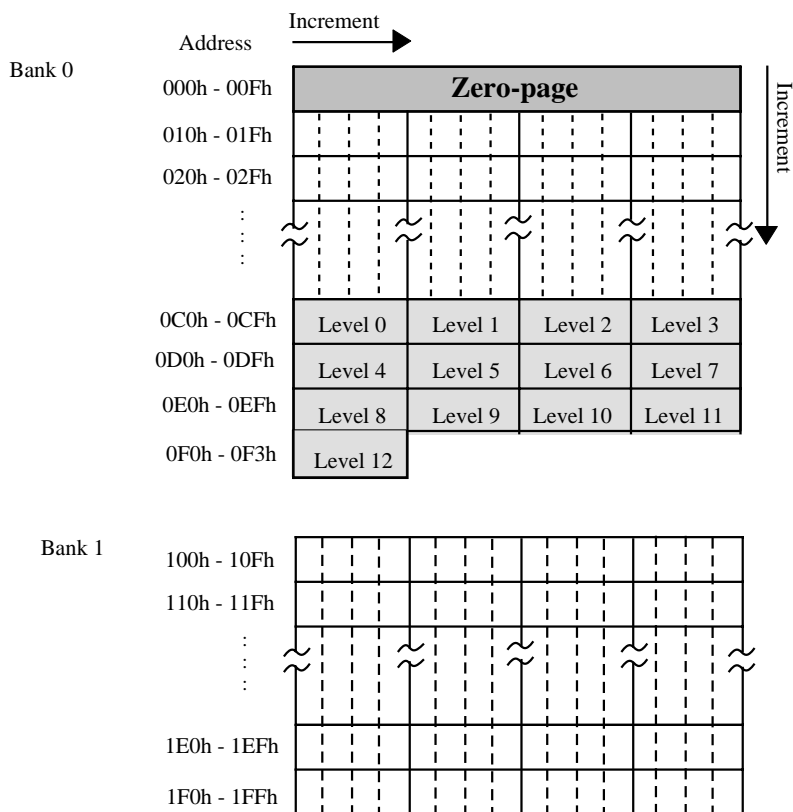 Increment
Address
Bank 0
000h - 00Fh Zero-page
Increment
010h - 01Fh
020h - 02Fh
:
:
:
0C0h - 0CFh Level 0 Level 1 Level 2 Level 3
0D0h - 0DFh Level 4 Level 5 Level 6 Level 7
0E0h - 0EFh Level 8 Level 9 Level 10 Level 11
0F0h - 0F3h Level 12
Bank 1
100h - 10Fh
110h - 11Fh
:
:
:
1E0h - 1EFh
1F0h - 1FFh